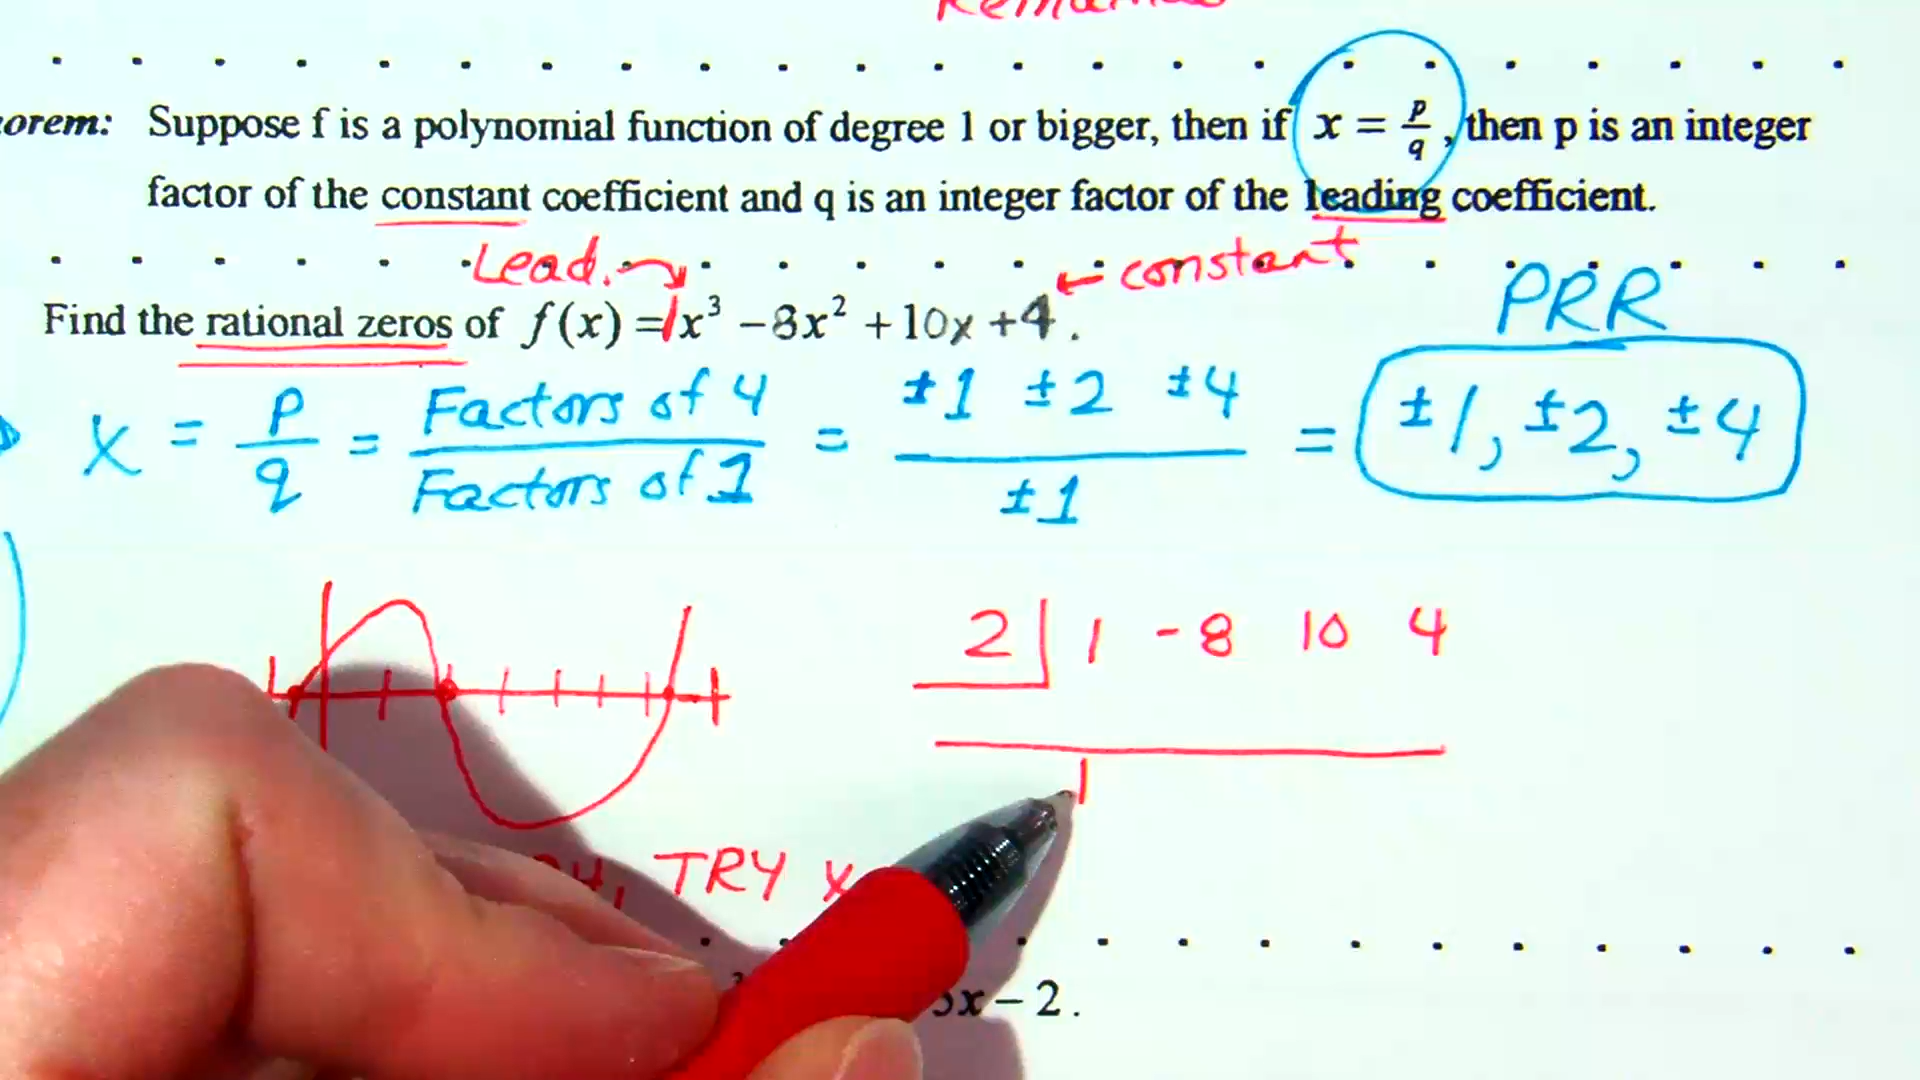 orem: Suppose f is a polynomial function of degree 1 or bigger, then if x = p/q, then p is an integer
factor of the constant coefficient and q is an integer factor of the leading coefficient.
Lead. constant
Find the rational zeros of f(x) = 1x³ − 8x² + 10x + 4.
PRR
x = p/q = Factors of 4/Factors of 1 = ±1 ±2 ±4/±1 = ±1, ±2, ±4
2 1 -8 10 4
1
TRY x
x − 2.